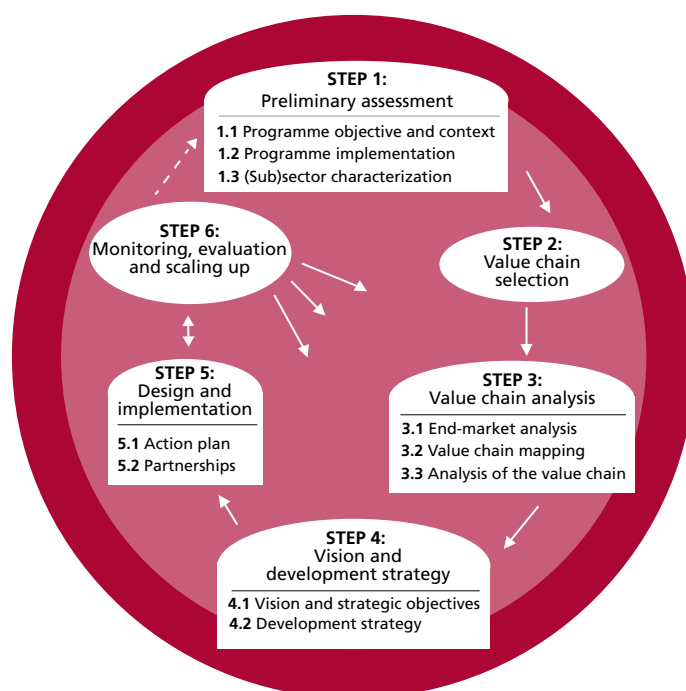 STEP 1:
Preliminary assessment
1.1 Programme objective and context
1.2 Programme implementation
1.3 (Sub)sector characterization
STEP 2:
Value chain
selection
STEP 3:
Value chain analysis
3.1 End-market analysis
3.2 Value chain mapping
3.3 Analysis of the value chain
STEP 4:
Vision and
development strategy
4.1 Vision and strategic objectives
4.2 Development strategy
STEP 5:
Design and
implementation
5.1 Action plan
5.2 Partnerships
STEP 6:
Monitoring, evaluation
and scaling up